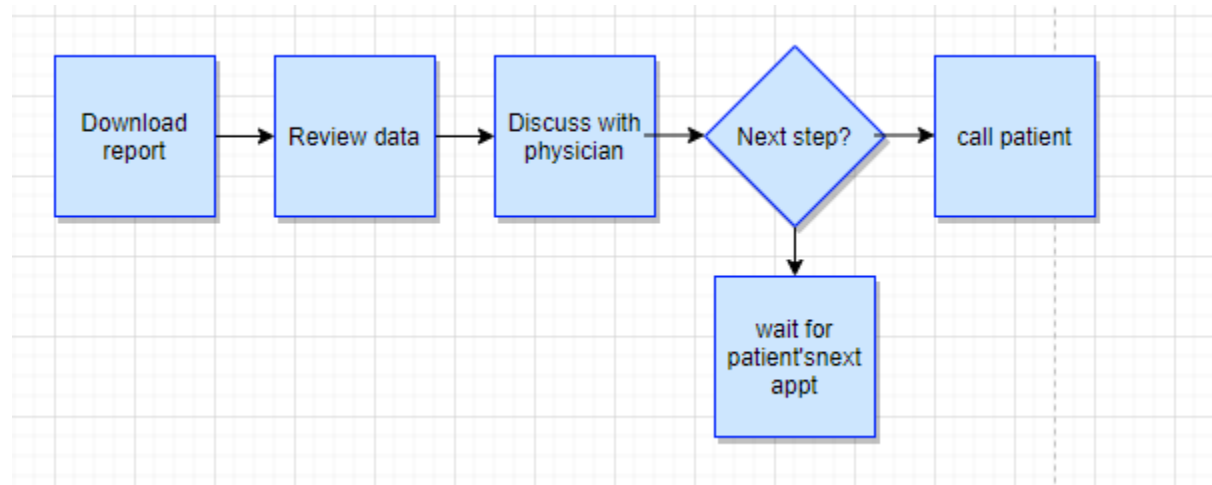 Download
report
Review data
Discuss with
physician
Next step?
call patient
wait for
patient'snext
appt